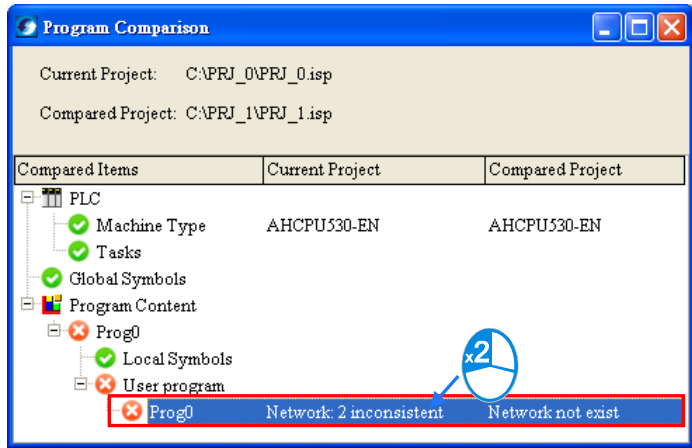 Program Comparison
Current Project: C:\PRJ_0\PRJ_0.isp
Compared Project: C:\PRJ_1\PRJ_1.isp
Compared Items Current Project Compared Project
PLC
Machine Type AHCPU530-EN AHCPU530-EN
Tasks
Global Symbols
Program Content
Prog0
Local Symbols
x2
User program
Prog0 Network: 2 inconsistent Network not exist